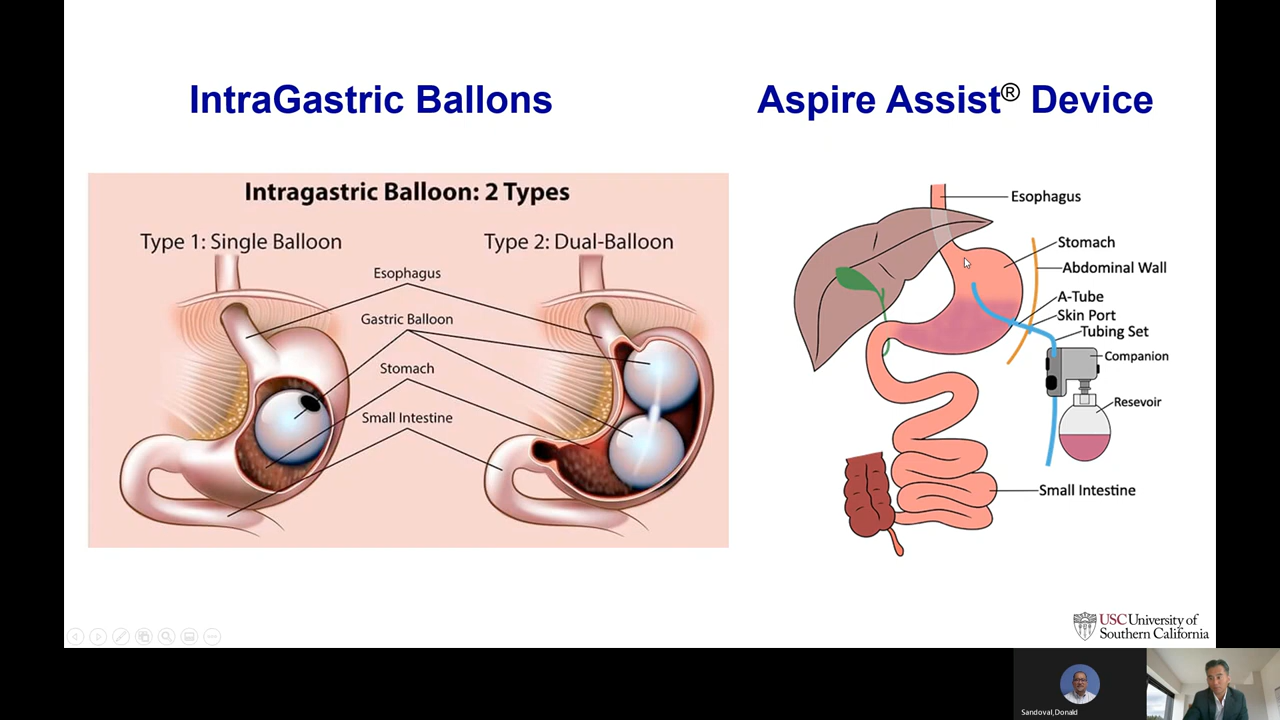 IntraGastric Ballons
Aspire Assist® Device
Intragastric Balloon: 2 Types
Type 1: Single Balloon
Type 2: Dual-Balloon
Esophagus
Gastric Balloon
Stomach
Small Intestine
Esophagus
Stomach
Abdominal Wall
A-Tube
Skin Port
Tubing Set
Companion
Resevoir
Small Intestine
USC University of
Southern California
Sandoval,Donald